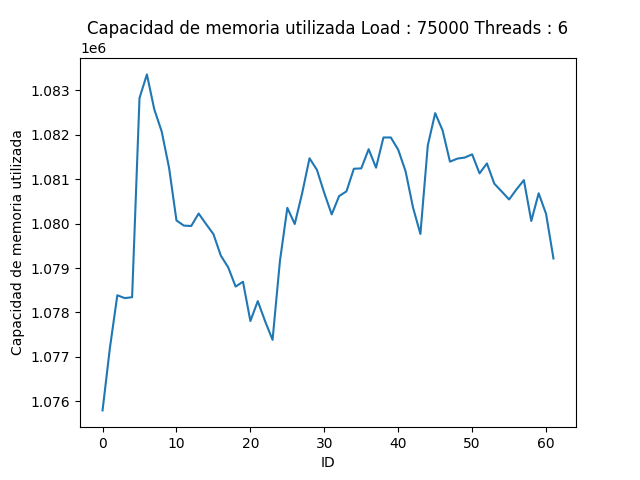 Capacidad de memoria utilizada Load : 75000 Threads : 6
1e6
1.083
1.082
1.081
1.080
1.079
1.078
1.077
1.076
Capacidad de memoria utilizada
0 10 20 30 40 50 60
ID